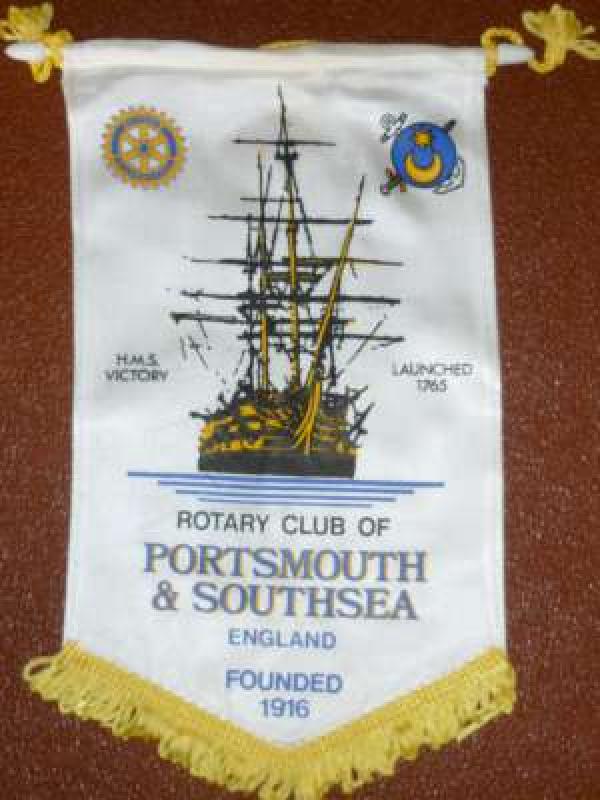 H.M.S.
VICTORY
LAUNCHED
1765
ROTARY CLUB OF
PORTSMOUTH
& SOUTHSEA
ENGLAND
FOUNDED
1916